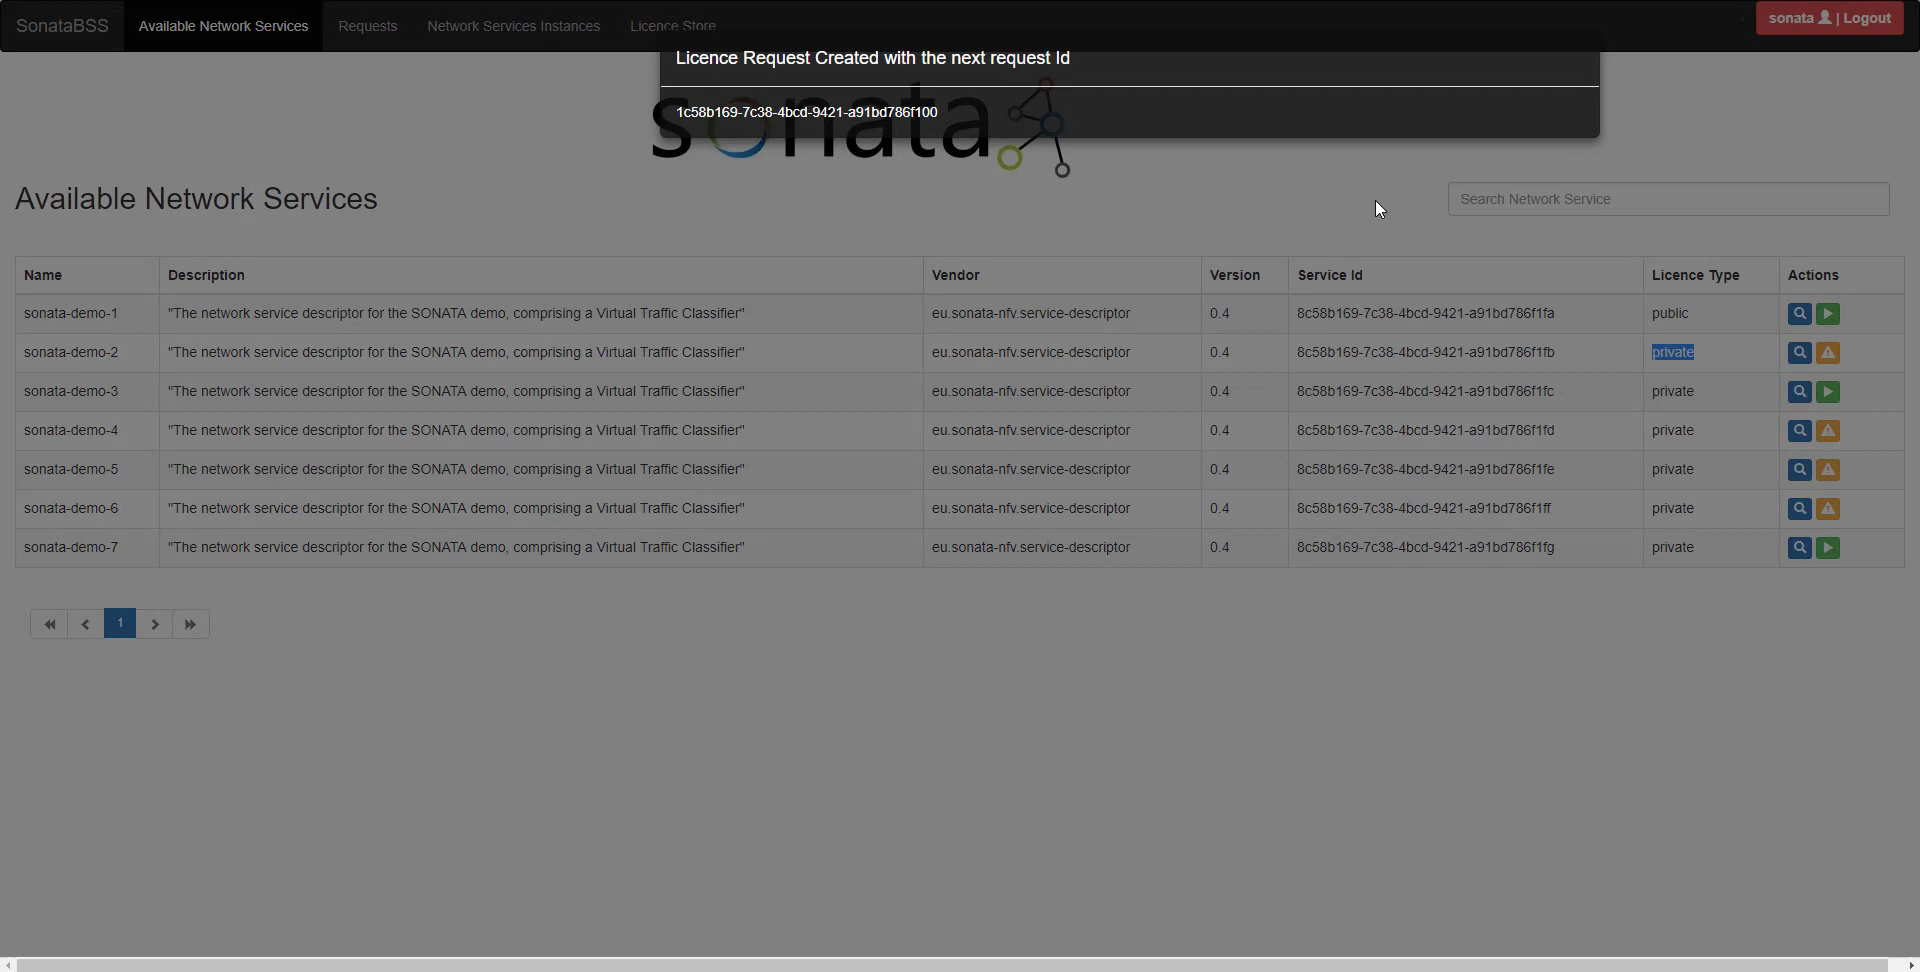 SonataBSS Available Network Services Requests Network Services Instances Licence Store sonata | Logout
Licence Request Created with the next request Id
1c58b169-7c38-4bcd-9421-a91bd786f100
sonata
Available Network Services
Search Network Service
Name Description Vendor Version Service Id Licence Type Actions
sonata-demo-1 "The network service descriptor for the SONATA demo, comprising a Virtual Traffic Classifier" eu.sonata-nfv.service-descriptor 0.4 8c58b169-7c38-4bcd-9421-a91bd786f1fa public
sonata-demo-2 "The network service descriptor for the SONATA demo, comprising a Virtual Traffic Classifier" eu.sonata-nfv.service-descriptor 0.4 8c58b169-7c38-4bcd-9421-a91bd786f1fb private
sonata-demo-3 "The network service descriptor for the SONATA demo, comprising a Virtual Traffic Classifier" eu.sonata-nfv.service-descriptor 0.4 8c58b169-7c38-4bcd-9421-a91bd786f1fc private
sonata-demo-4 "The network service descriptor for the SONATA demo, comprising a Virtual Traffic Classifier" eu.sonata-nfv.service-descriptor 0.4 8c58b169-7c38-4bcd-9421-a91bd786f1fd private
sonata-demo-5 "The network service descriptor for the SONATA demo, comprising a Virtual Traffic Classifier" eu.sonata-nfv.service-descriptor 0.4 8c58b169-7c38-4bcd-9421-a91bd786f1fe private
sonata-demo-6 "The network service descriptor for the SONATA demo, comprising a Virtual Traffic Classifier" eu.sonata-nfv.service-descriptor 0.4 8c58b169-7c38-4bcd-9421-a91bd786f1ff private
sonata-demo-7 "The network service descriptor for the SONATA demo, comprising a Virtual Traffic Classifier" eu.sonata-nfv.service-descriptor 0.4 8c58b169-7c38-4bcd-9421-a91bd786f1fg private
1